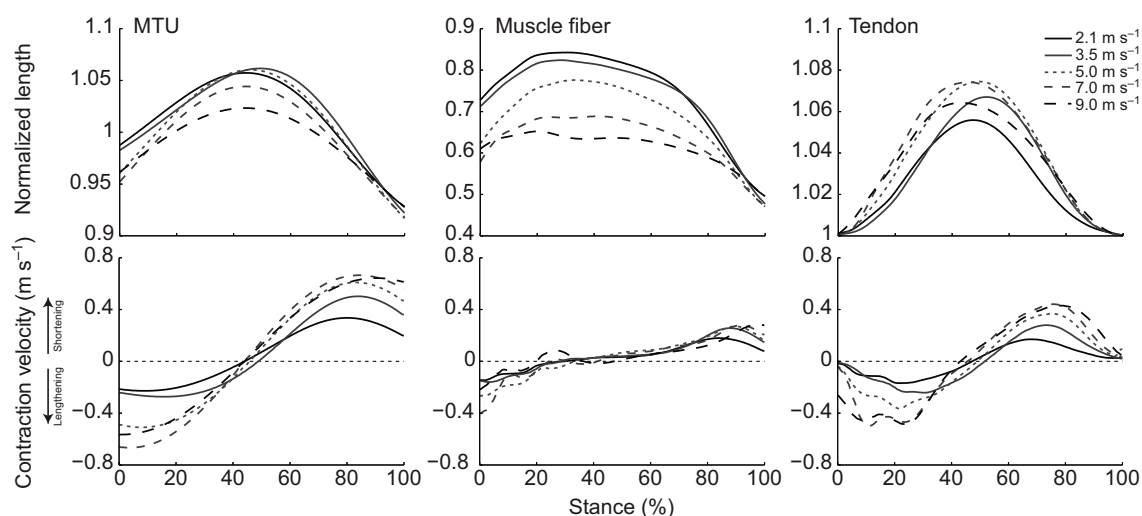 MTU
Muscle fiber
Tendon
2.1 m s⁻¹
3.5 m s⁻¹
5.0 m s⁻¹
7.0 m s⁻¹
9.0 m s⁻¹
Normalized length
1.1
1.05
1
0.95
0.9
0.9
0.8
0.7
0.6
0.5
0.4
1.1
1.08
1.06
1.04
1.02
1
Contraction velocity (m s⁻¹)
Shortening
Lengthening
0.8
0.4
0
−0.4
−0.8
0.8
0.4
0
−0.4
−0.8
0.8
0.4
0
−0.4
−0.8
0 20 40 60 80 100
0 20 40 60 80 100
0 20 40 60 80 100
Stance (%)